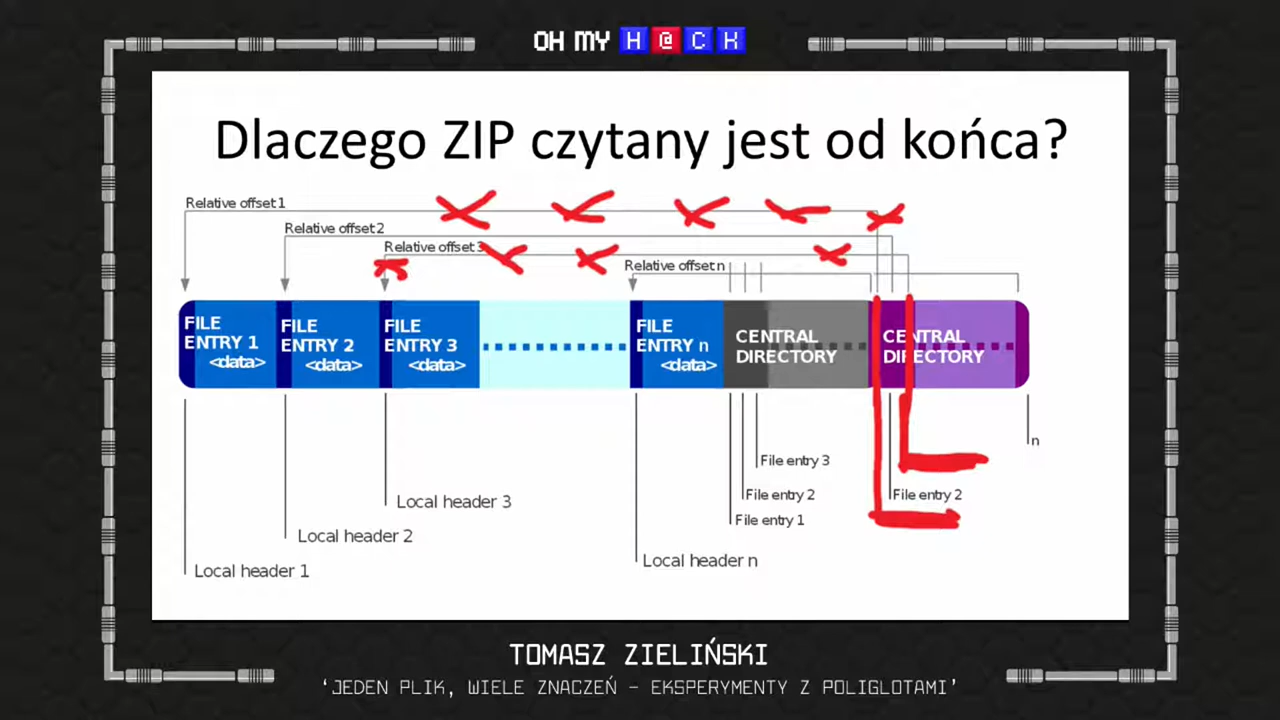 OH MY H@CK
Dlaczego ZIP czytany jest od końca?
Relative offset 1
Relative offset 2
Relative offset 3
Relative offset n
FILE
ENTRY 1
<data>
FILE
ENTRY 2
<data>
FILE
ENTRY 3
<data>
FILE
ENTRY n
<data>
CENTRAL
DIRECTORY
CENTRAL
DIRECTORY
n
File entry 3
File entry 2
File entry 1
File entry 2
Local header 3
Local header 2
Local header 1
Local header n
TOMASZ ZIELIŃSKI
'JEDEN PLIK, WIELE ZNACZEŃ - EKSPERYMENTY Z POLIGLOTAMI'